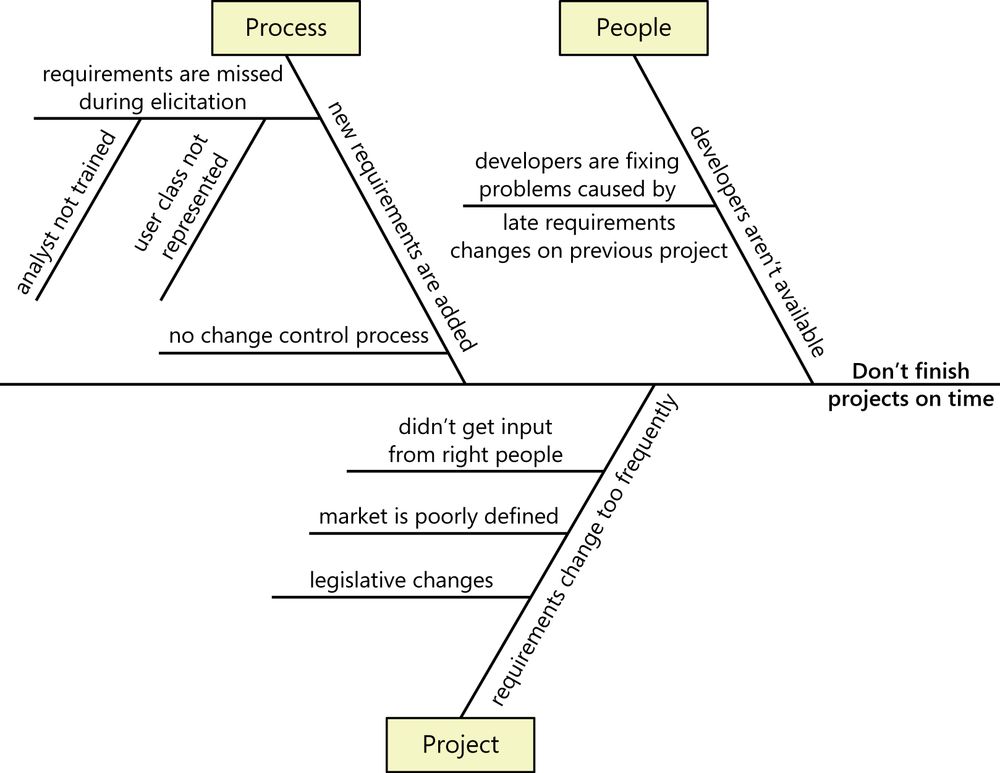 Process
People
requirements are missed
during elicitation
analyst not trained
user class not
represented
new requirements are added
no change control process
developers are fixing
problems caused by
late requirements
changes on previous project
developers aren't available
Don't finish
projects on time
didn't get input
from right people
market is poorly defined
legislative changes
requirements change too frequently
Project